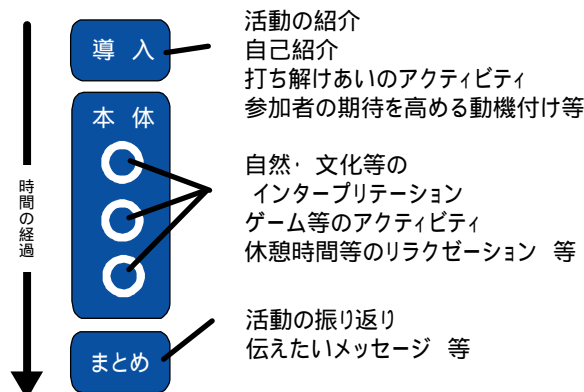 導 入
活動の紹介
自己紹介
打ち解けあいのアクティビティ
参加者の期待を高める動機付け等
本 体
自然・ 文化等の
インタープリテーション
ゲーム等のアクティビティ
休憩時間等のリラクゼーション 等
時間の経過
まとめ
活動の振り返り
伝えたいメッセージ 等